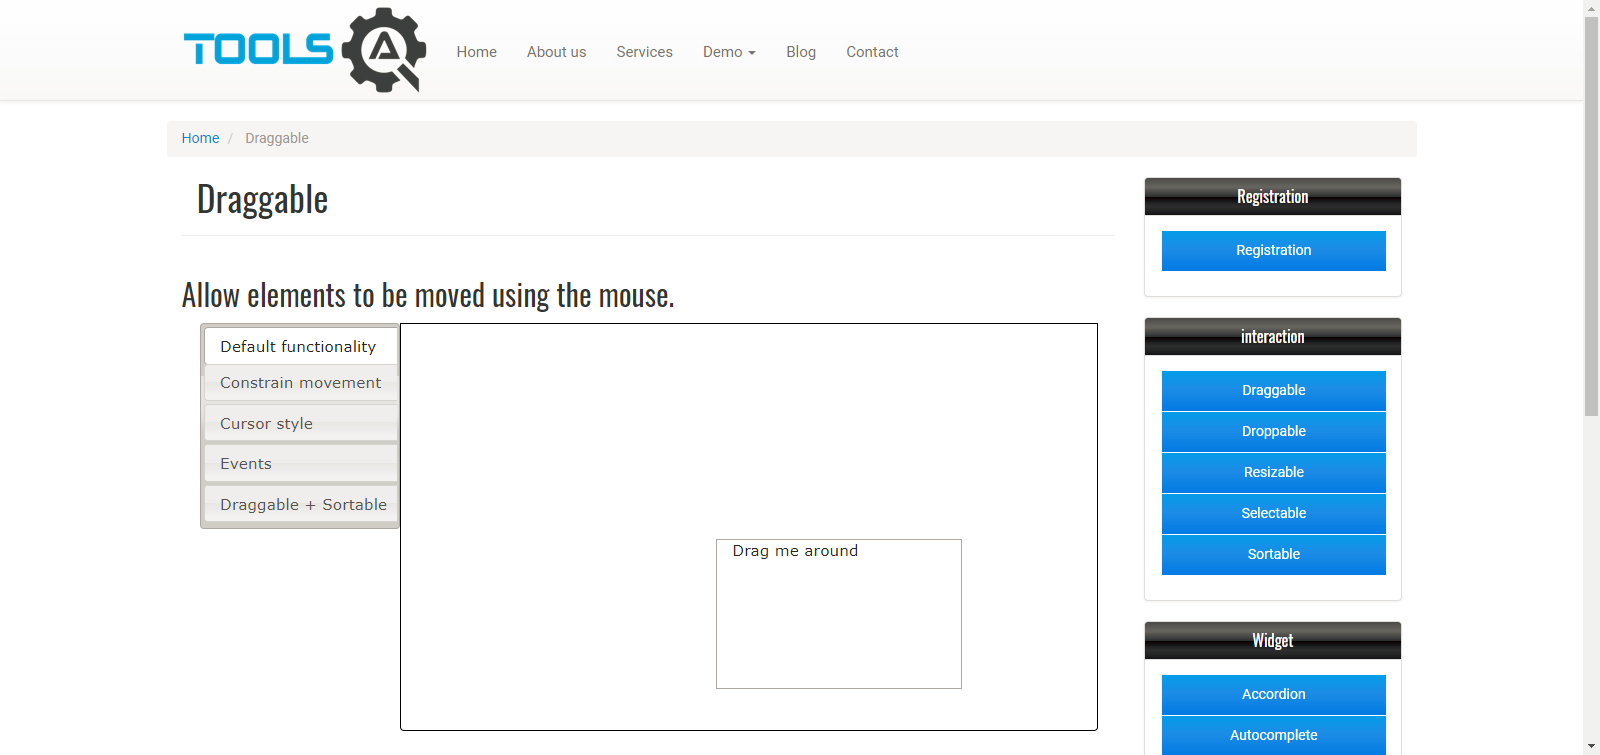 TOOLS QA
Home About us Services Demo Blog Contact
Home / Draggable
Draggable
Allow elements to be moved using the mouse.
Default functionality
Constrain movement
Cursor style
Events
Draggable + Sortable
Drag me around
Registration
Registration
interaction
Draggable
Droppable
Resizable
Selectable
Sortable
Widget
Accordion
Autocomplete